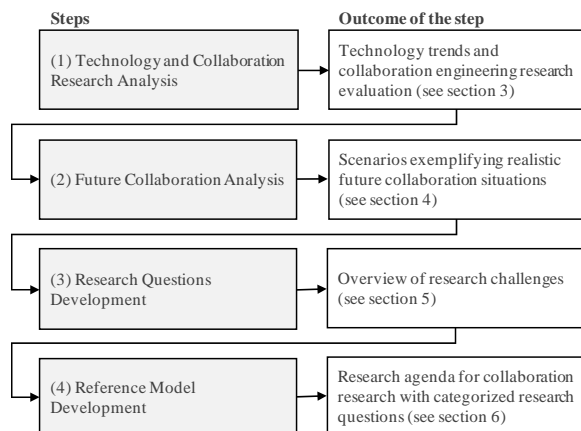 Steps
Outcome of the step
(1) Technology and Collaboration
Research Analysis
Technology trends and
collaboration engineering research
evaluation (see section 3)
(2) Future Collaboration Analysis
Scenarios exemplifying realistic
future collaboration situations
(see section 4)
(3) Research Questions
Development
Overview of research challenges
(see section 5)
(4) Reference Model
Development
Research agenda for collaboration
research with categorized research
questions (see section 6)